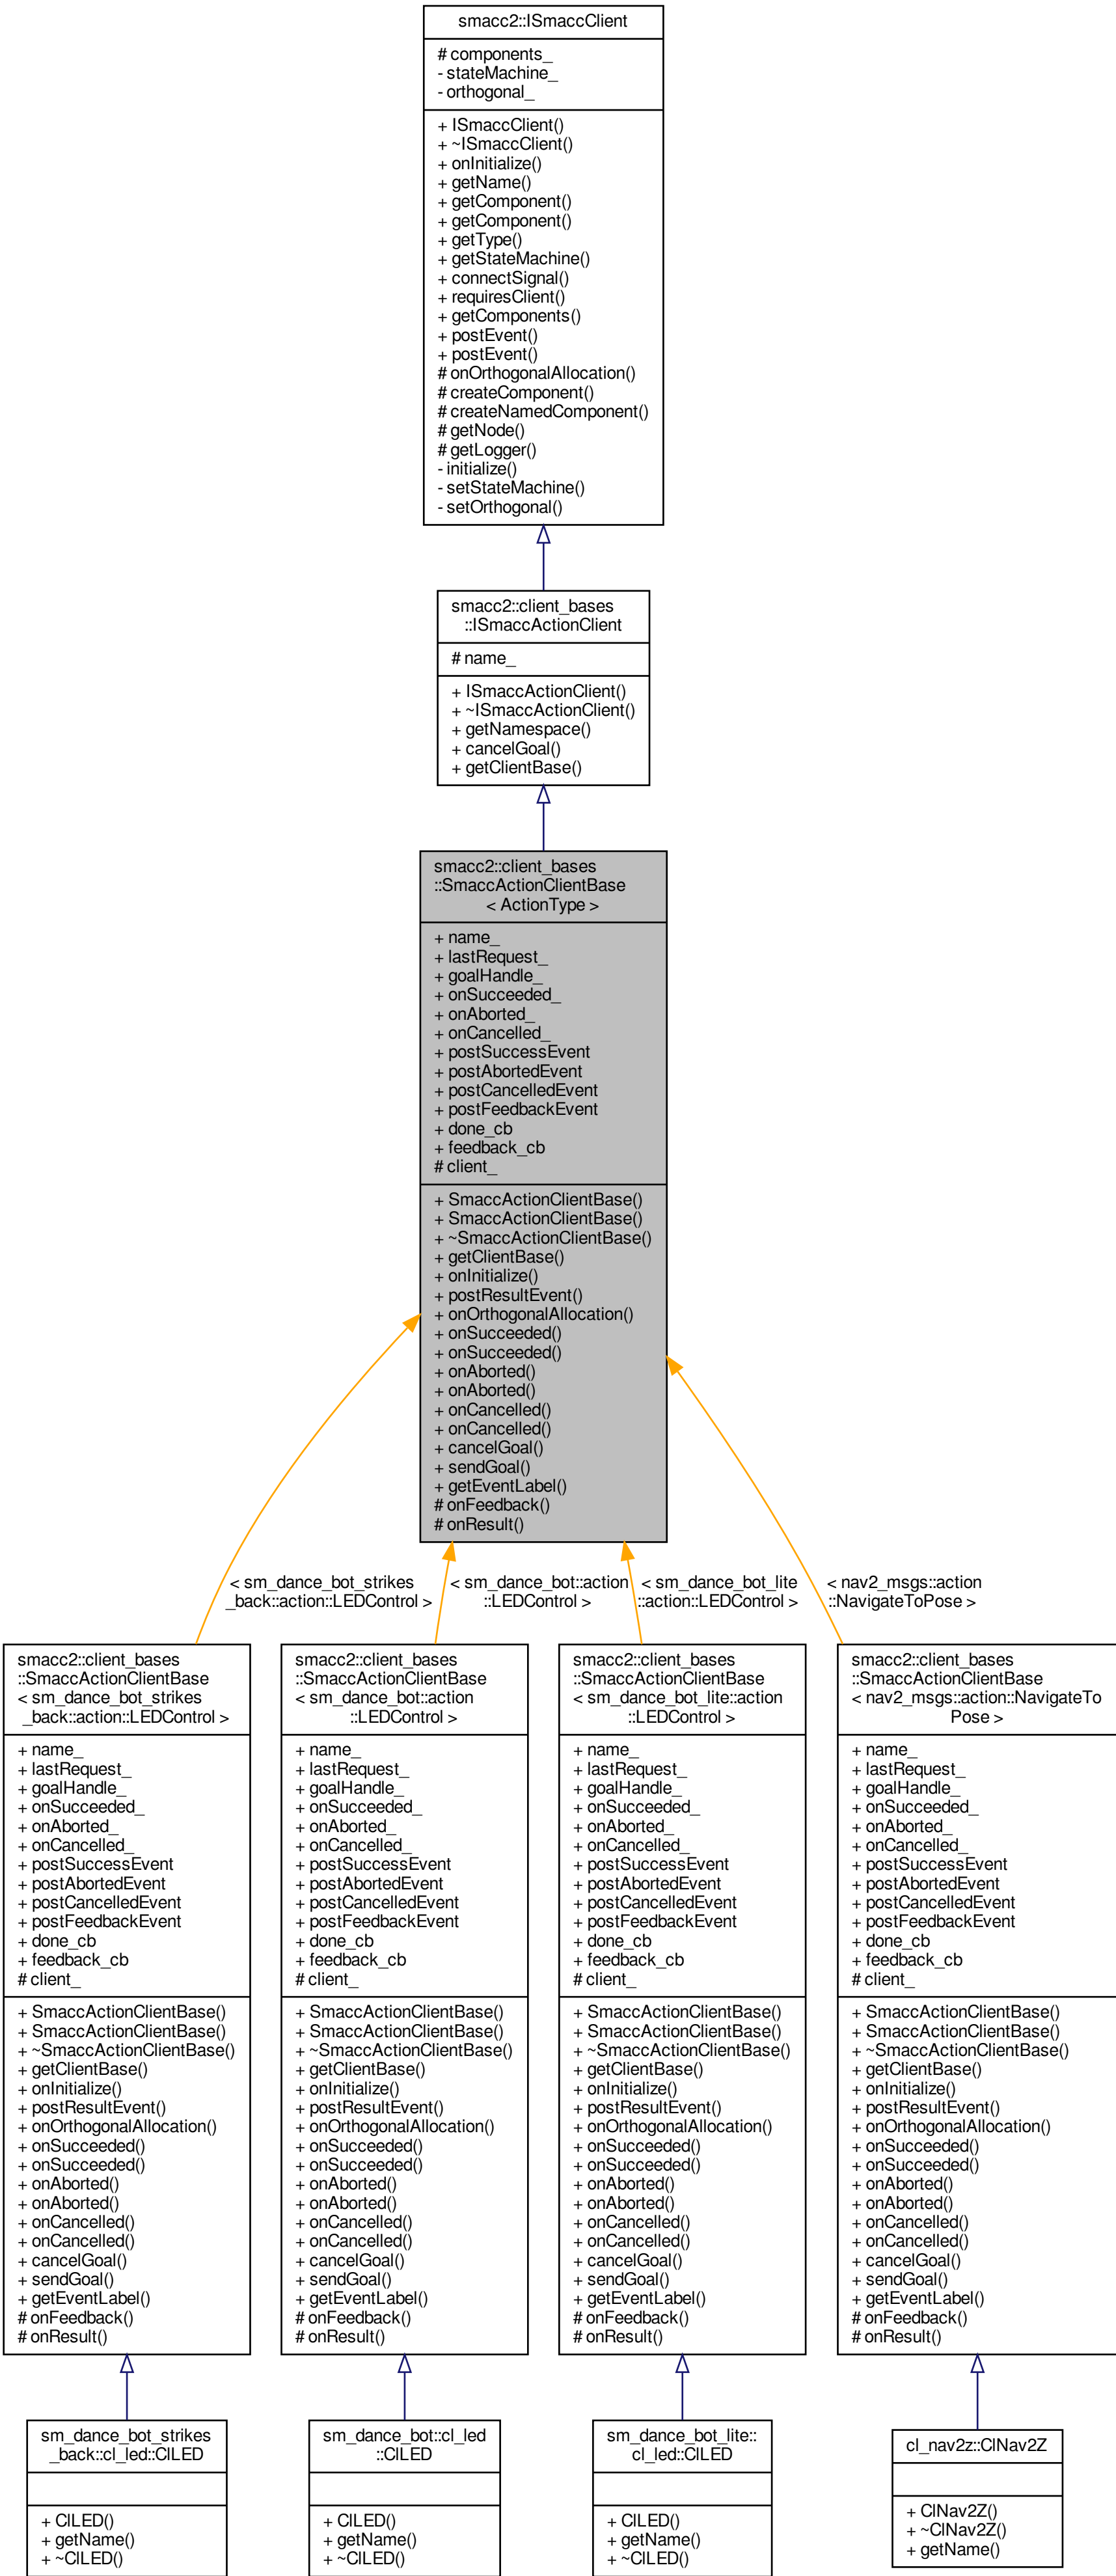 smacc2::ISmaccClient
# components_
- stateMachine_
- orthogonal_
+ ISmaccClient()
+ ~ISmaccClient()
+ onInitialize()
+ getName()
+ getComponent()
+ getComponent()
+ getType()
+ getStateMachine()
+ connectSignal()
+ requiresClient()
+ getComponents()
+ postEvent()
+ postEvent()
# onOrthogonalAllocation()
# createComponent()
# createNamedComponent()
# getNode()
# getLogger()
- initialize()
- setStateMachine()
- setOrthogonal()
smacc2::client_bases
::ISmaccActionClient
# name_
+ ISmaccActionClient()
+ ~ISmaccActionClient()
+ getNamespace()
+ cancelGoal()
+ getClientBase()
smacc2::client_bases
::SmaccActionClientBase
< ActionType >
+ name_
+ lastRequest_
+ goalHandle_
+ onSucceeded_
+ onAborted_
+ onCancelled_
+ postSuccessEvent
+ postAbortedEvent
+ postCancelledEvent
+ postFeedbackEvent
+ done_cb
+ feedback_cb
# client_
+ SmaccActionClientBase()
+ SmaccActionClientBase()
+ ~SmaccActionClientBase()
+ getClientBase()
+ onInitialize()
+ postResultEvent()
+ onOrthogonalAllocation()
+ onSucceeded()
+ onSucceeded()
+ onAborted()
+ onAborted()
+ onCancelled()
+ onCancelled()
+ cancelGoal()
+ sendGoal()
+ getEventLabel()
# onFeedback()
# onResult()
< sm_dance_bot_strikes
_back::action::LEDControl >
< sm_dance_bot::action
::LEDControl >
< sm_dance_bot_lite
::action::LEDControl >
< nav2_msgs::action
::NavigateToPose >
smacc2::client_bases
::SmaccActionClientBase
< sm_dance_bot_strikes
_back::action::LEDControl >
+ name_
+ lastRequest_
+ goalHandle_
+ onSucceeded_
+ onAborted_
+ onCancelled_
+ postSuccessEvent
+ postAbortedEvent
+ postCancelledEvent
+ postFeedbackEvent
+ done_cb
+ feedback_cb
# client_
+ SmaccActionClientBase()
+ SmaccActionClientBase()
+ ~SmaccActionClientBase()
+ getClientBase()
+ onInitialize()
+ postResultEvent()
+ onOrthogonalAllocation()
+ onSucceeded()
+ onSucceeded()
+ onAborted()
+ onAborted()
+ onCancelled()
+ onCancelled()
+ cancelGoal()
+ sendGoal()
+ getEventLabel()
# onFeedback()
# onResult()
smacc2::client_bases
::SmaccActionClientBase
< sm_dance_bot::action
::LEDControl >
+ name_
+ lastRequest_
+ goalHandle_
+ onSucceeded_
+ onAborted_
+ onCancelled_
+ postSuccessEvent
+ postAbortedEvent
+ postCancelledEvent
+ postFeedbackEvent
+ done_cb
+ feedback_cb
# client_
+ SmaccActionClientBase()
+ SmaccActionClientBase()
+ ~SmaccActionClientBase()
+ getClientBase()
+ onInitialize()
+ postResultEvent()
+ onOrthogonalAllocation()
+ onSucceeded()
+ onSucceeded()
+ onAborted()
+ onAborted()
+ onCancelled()
+ onCancelled()
+ cancelGoal()
+ sendGoal()
+ getEventLabel()
# onFeedback()
# onResult()
smacc2::client_bases
::SmaccActionClientBase
< sm_dance_bot_lite::action
::LEDControl >
+ name_
+ lastRequest_
+ goalHandle_
+ onSucceeded_
+ onAborted_
+ onCancelled_
+ postSuccessEvent
+ postAbortedEvent
+ postCancelledEvent
+ postFeedbackEvent
+ done_cb
+ feedback_cb
# client_
+ SmaccActionClientBase()
+ SmaccActionClientBase()
+ ~SmaccActionClientBase()
+ getClientBase()
+ onInitialize()
+ postResultEvent()
+ onOrthogonalAllocation()
+ onSucceeded()
+ onSucceeded()
+ onAborted()
+ onAborted()
+ onCancelled()
+ onCancelled()
+ cancelGoal()
+ sendGoal()
+ getEventLabel()
# onFeedback()
# onResult()
smacc2::client_bases
::SmaccActionClientBase
< nav2_msgs::action::NavigateTo
Pose >
+ name_
+ lastRequest_
+ goalHandle_
+ onSucceeded_
+ onAborted_
+ onCancelled_
+ postSuccessEvent
+ postAbortedEvent
+ postCancelledEvent
+ postFeedbackEvent
+ done_cb
+ feedback_cb
# client_
+ SmaccActionClientBase()
+ SmaccActionClientBase()
+ ~SmaccActionClientBase()
+ getClientBase()
+ onInitialize()
+ postResultEvent()
+ onOrthogonalAllocation()
+ onSucceeded()
+ onSucceeded()
+ onAborted()
+ onAborted()
+ onCancelled()
+ onCancelled()
+ cancelGoal()
+ sendGoal()
+ getEventLabel()
# onFeedback()
# onResult()
sm_dance_bot_strikes
_back::cl_led::ClLED
+ ClLED()
+ getName()
+ ~ClLED()
sm_dance_bot::cl_led
::ClLED
+ ClLED()
+ getName()
+ ~ClLED()
sm_dance_bot_lite::
cl_led::ClLED
+ ClLED()
+ getName()
+ ~ClLED()
cl_nav2z::ClNav2Z
+ ClNav2Z()
+ ~ClNav2Z()
+ getName()